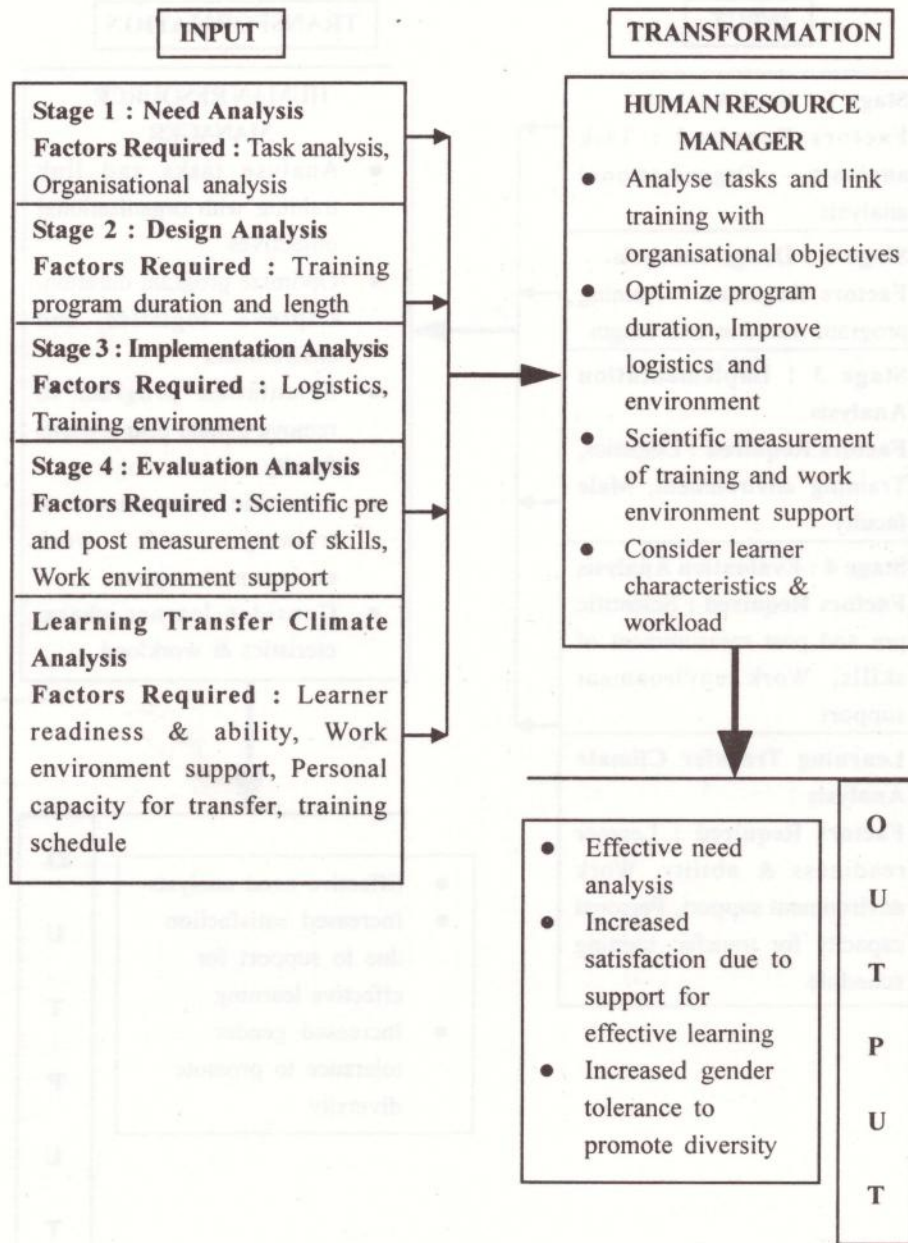 INPUT
Stage 1 : Need Analysis
Factors Required : Task analysis,
Organisational analysis
Stage 2 : Design Analysis
Factors Required : Training
program duration and length
Stage 3 : Implementation Analysis
Factors Required : Logistics,
Training environment
Stage 4 : Evaluation Analysis
Factors Required : Scientific pre
and post measurement of skills,
Work environment support
Learning Transfer Climate
Analysis
Factors Required : Learner
readiness & ability, Work
environment support, Personal
capacity for transfer, training
schedule
TRANSFORMATION
HUMAN RESOURCE
MANAGER
• Analyse tasks and link
training with
organisational objectives
• Optimize program
duration, Improve
logistics and
environment
• Scientific measurement
of training and work
environment support
• Consider learner
characteristics &
workload
• Effective need
analysis
• Increased
satisfaction due to
support for
effective learning
• Increased gender
tolerance to
promote diversity
O
U
T
P
U
T